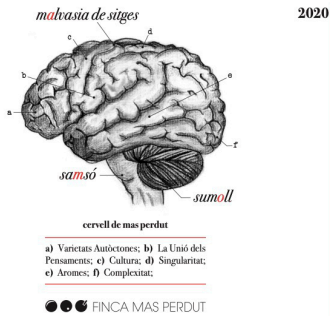 malvasia de sitges
2020
c
d
b
e
a
f
samsó
sumoll
cervell de mas perdut
a) Varietats Autòctones; b) La Unió dels
Pensaments; c) Cultura; d) Singularitat;
e) Aromes; f) Complexitat;
FINCA MAS PERDUT